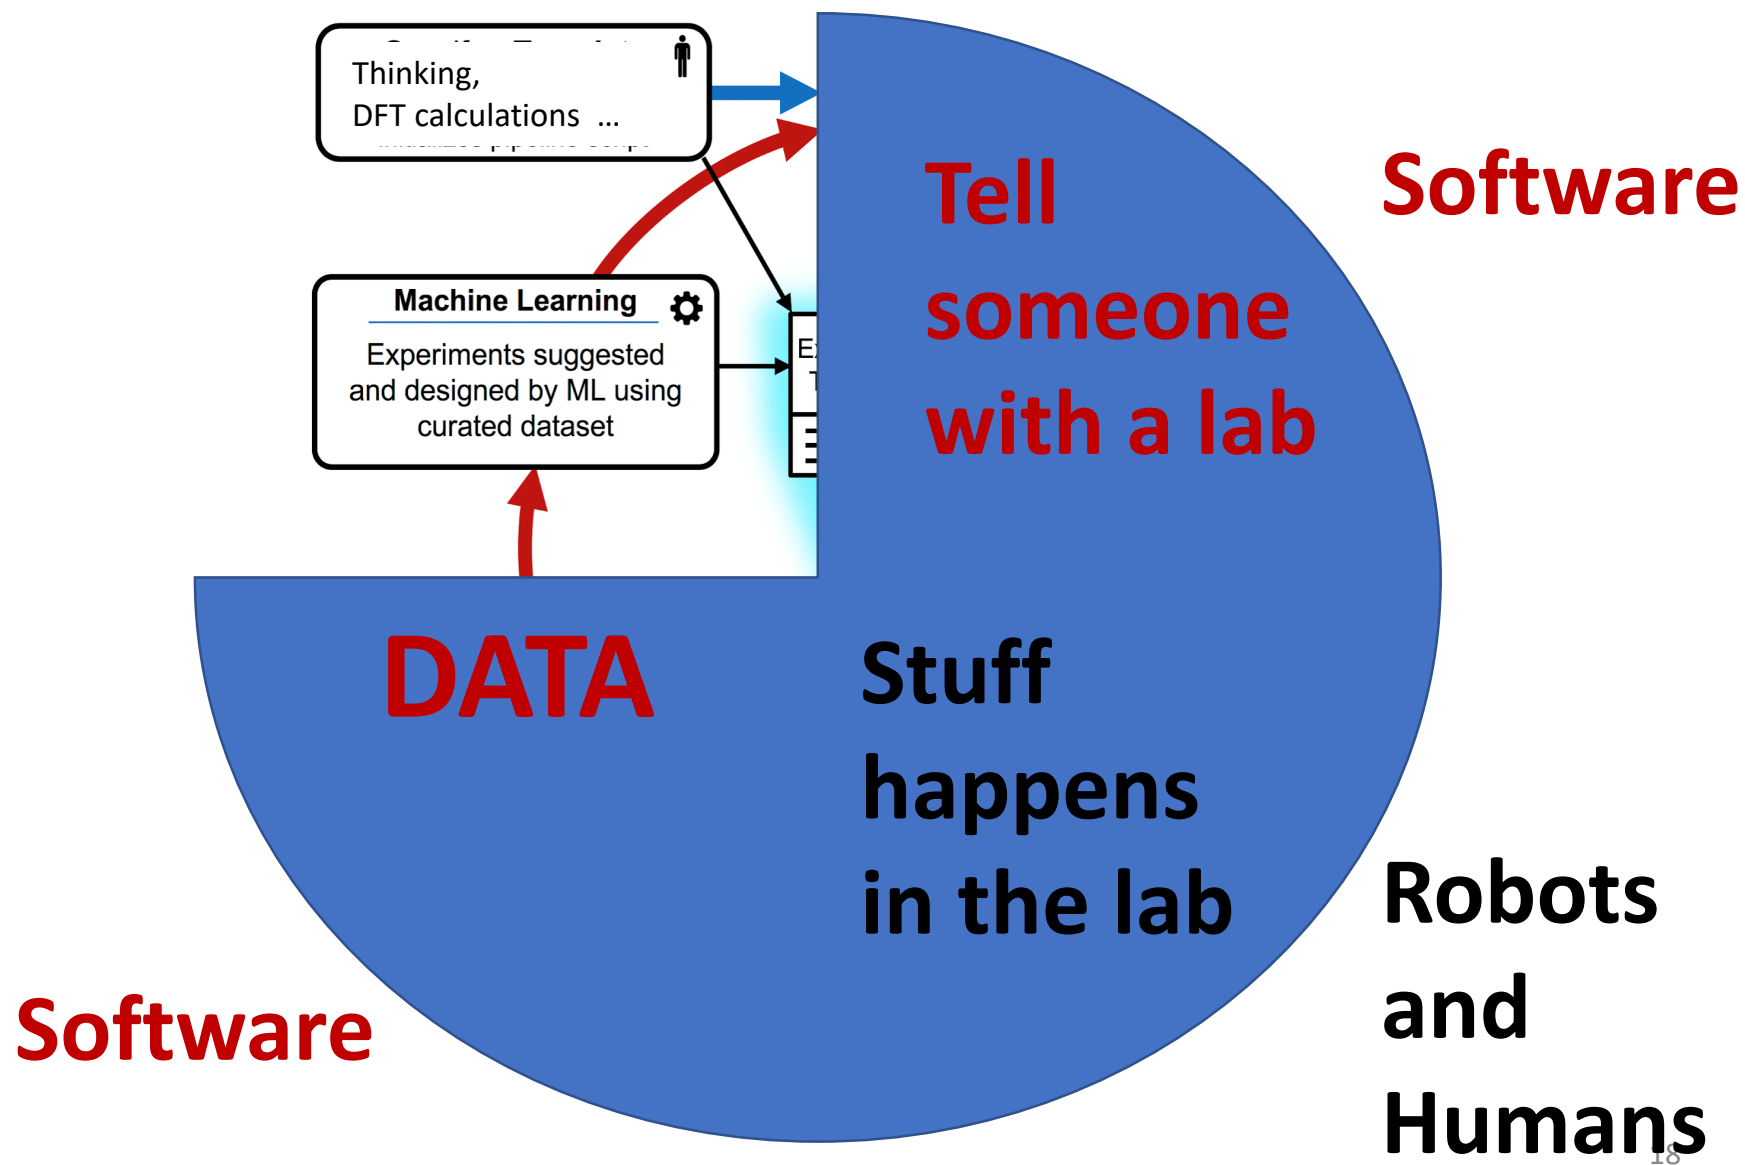 Thinking,
DFT calculations ...
Machine Learning
Experiments suggested
and designed by ML using
curated dataset
Tell
someone
with a lab
Software
DATA
Stuff
happens
in the lab
Software
Robots
and
Humans
18